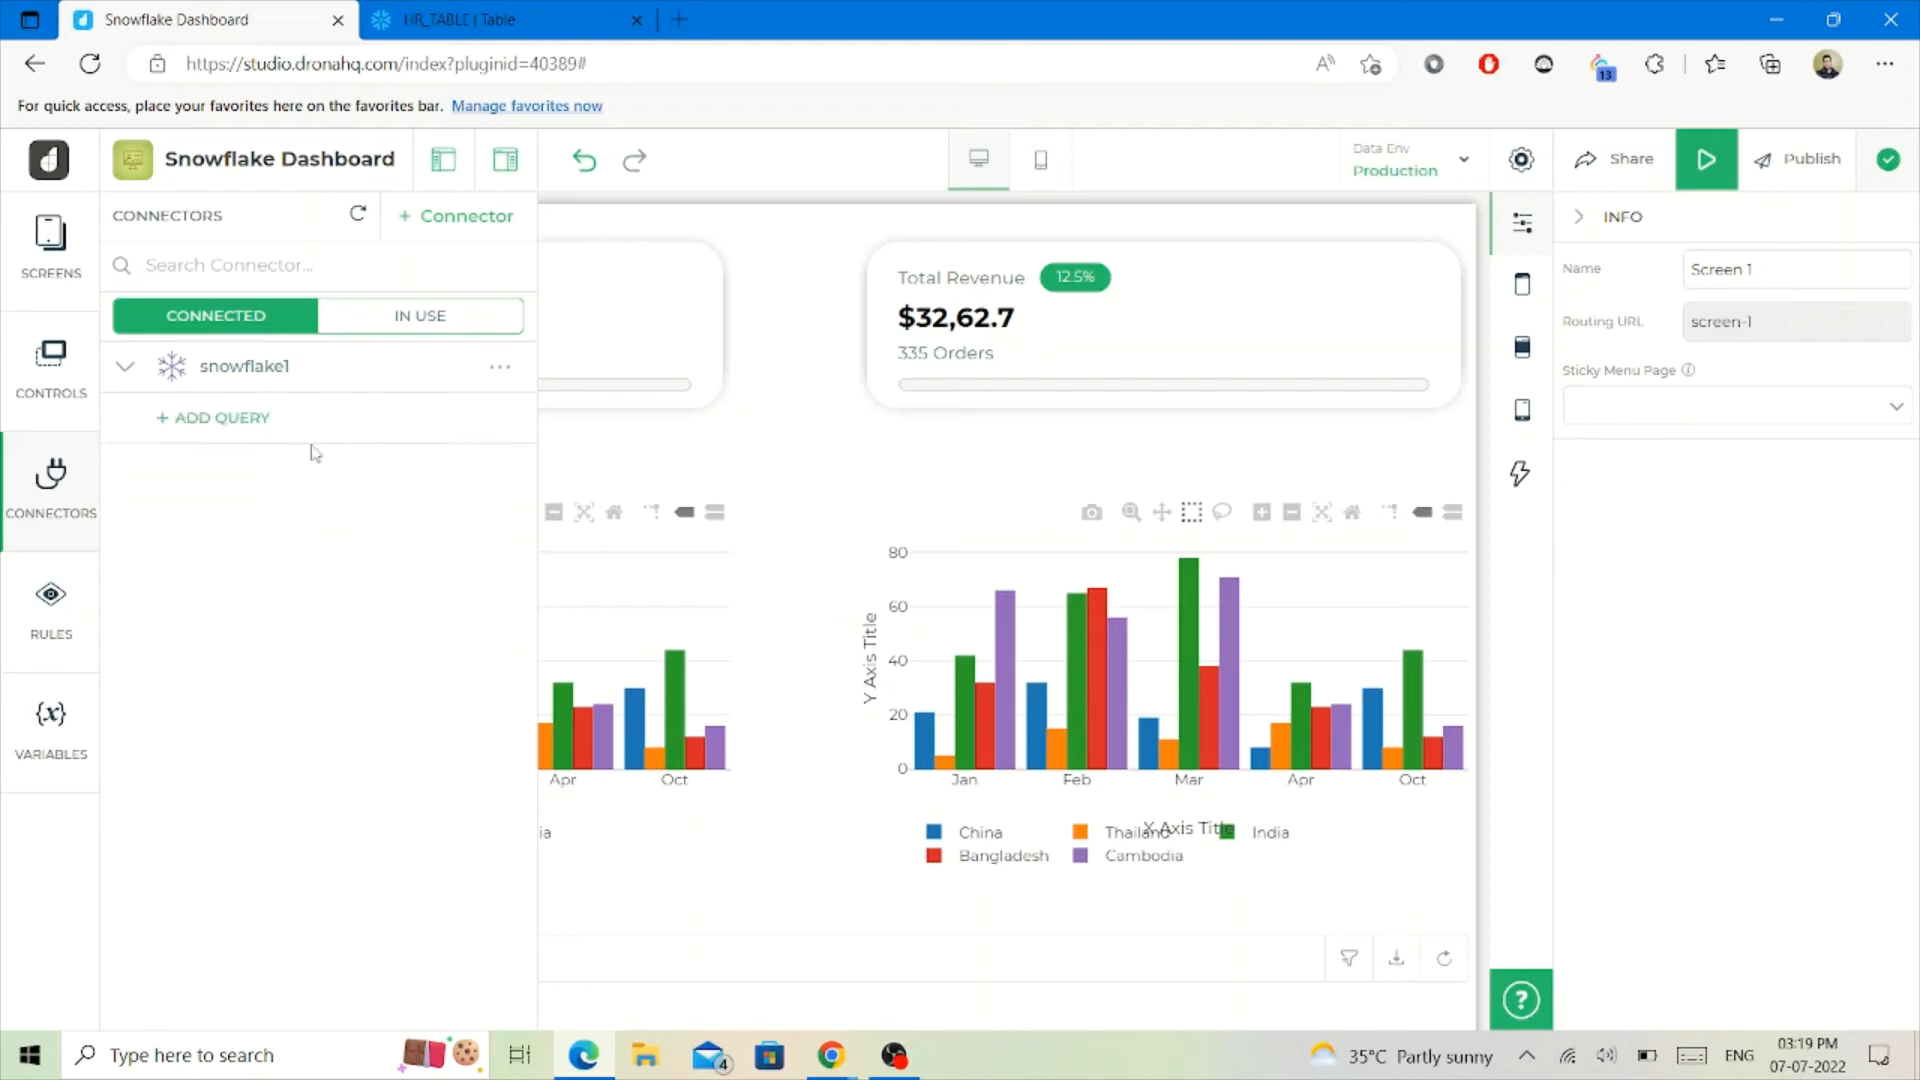 Snowflake Dashboard
HR_TABLE | Table
https://studio.dronahq.com/index?pluginid=40389#
13
For quick access, place your favorites here on the favorites bar. Manage favorites now
Snowflake Dashboard
Data Env
Production
Share
Publish
SCREENS
CONTROLS
CONNECTORS
RULES
VARIABLES
CONNECTORS
+ Connector
Search Connector...
CONNECTED
IN USE
snowflake1
+ ADD QUERY
Total Revenue
12.5%
$32,62.7
335 Orders
Apr
Oct
ia
Y Axis Title
80
60
40
20
0
Jan
Feb
Mar
Apr
Oct
X Axis Title
China
Thailand
India
Bangladesh
Cambodia
INFO
Name
Screen 1
Routing URL
screen-1
Sticky Menu Page
?
Type here to search
4
35°C Partly sunny
ENG
03:19 PM
07-07-2022